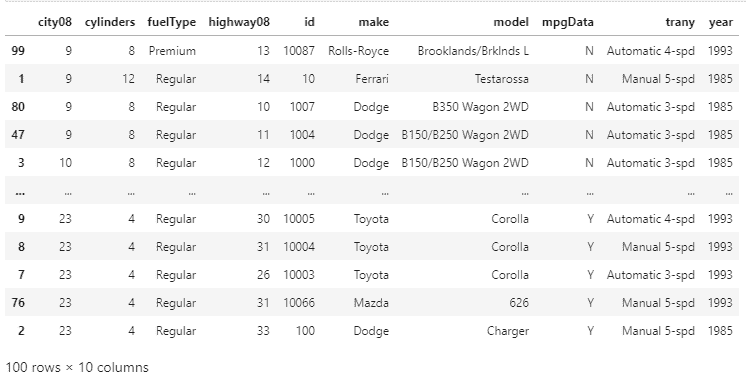 city08 cylinders fuelType highway08 id make model mpgData trany year
99 9 8 Premium 13 10087 Rolls-Royce Brooklands/Brklnds L N Automatic 4-spd 1993
1 9 12 Regular 14 10 Ferrari Testarossa N Manual 5-spd 1985
80 9 8 Regular 10 1007 Dodge B350 Wagon 2WD N Automatic 3-spd 1985
47 9 8 Regular 11 1004 Dodge B150/B250 Wagon 2WD N Automatic 3-spd 1985
3 10 8 Regular 12 1000 Dodge B150/B250 Wagon 2WD N Automatic 3-spd 1985
... ... ... ... ... ... ... ... ... ... ...
9 23 4 Regular 30 10005 Toyota Corolla Y Automatic 4-spd 1993
8 23 4 Regular 31 10004 Toyota Corolla Y Manual 5-spd 1993
7 23 4 Regular 26 10003 Toyota Corolla Y Automatic 3-spd 1993
76 23 4 Regular 31 10066 Mazda 626 Y Manual 5-spd 1993
2 23 4 Regular 33 100 Dodge Charger Y Manual 5-spd 1985
100 rows × 10 columns